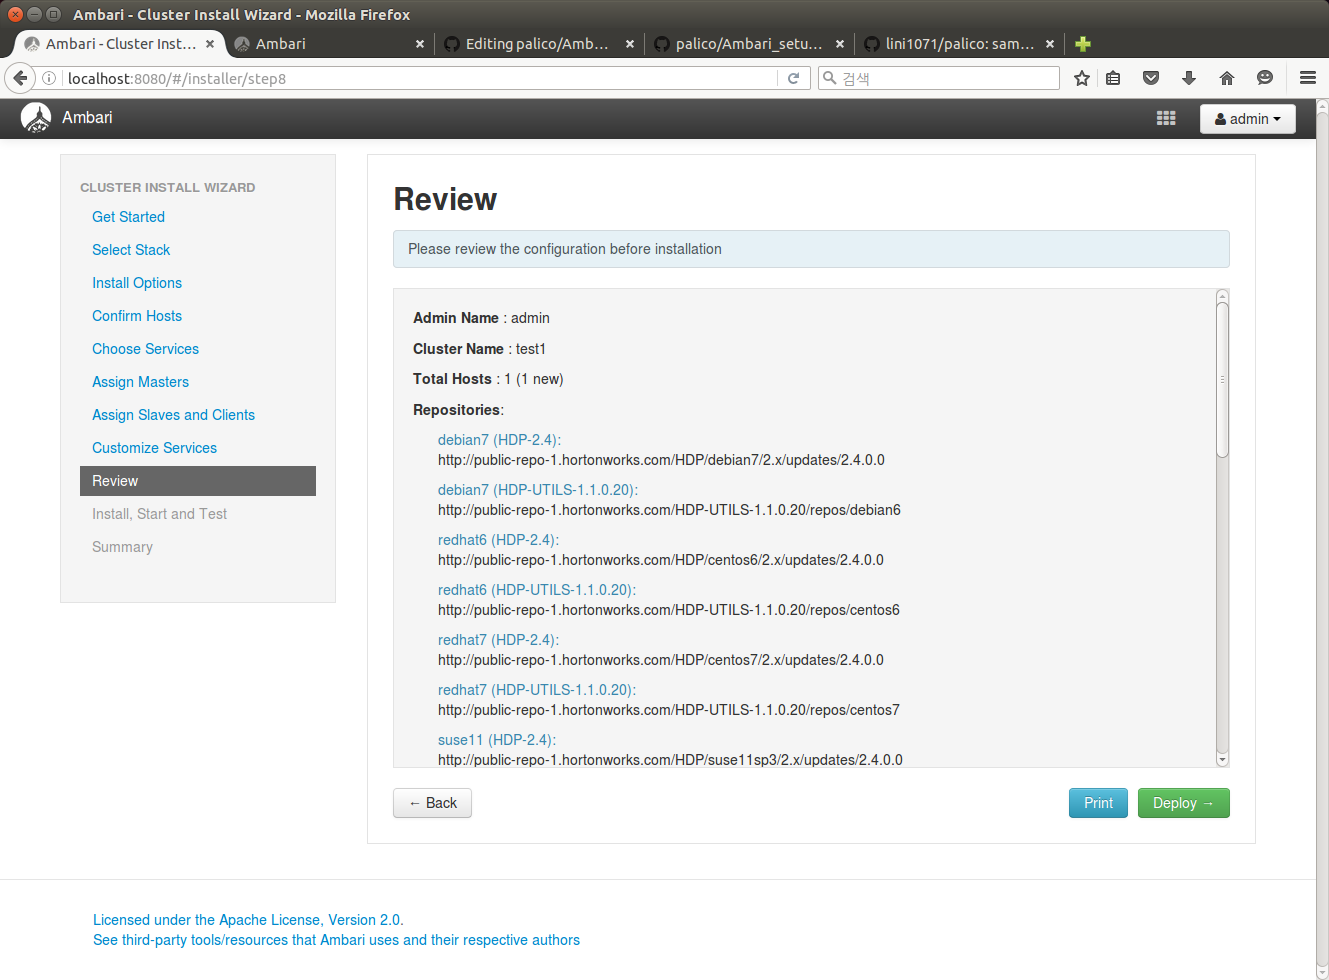 Ambari - Cluster Install Wizard - Mozilla Firefox
Ambari - Cluster Inst...
Ambari
Editing palico/Amb...
palico/Ambari_setu...
lini1071/palico: sam...
localhost:8080/#/installer/step8
검색
Ambari
admin
CLUSTER INSTALL WIZARD
Get Started
Select Stack
Install Options
Confirm Hosts
Choose Services
Assign Masters
Assign Slaves and Clients
Customize Services
Review
Install, Start and Test
Summary
Review
Please review the configuration before installation
Admin Name : admin
Cluster Name : test1
Total Hosts : 1 (1 new)
Repositories:
debian7 (HDP-2.4):
http://public-repo-1.hortonworks.com/HDP/debian7/2.x/updates/2.4.0.0
debian7 (HDP-UTILS-1.1.0.20):
http://public-repo-1.hortonworks.com/HDP-UTILS-1.1.0.20/repos/debian6
redhat6 (HDP-2.4):
http://public-repo-1.hortonworks.com/HDP/centos6/2.x/updates/2.4.0.0
redhat6 (HDP-UTILS-1.1.0.20):
http://public-repo-1.hortonworks.com/HDP-UTILS-1.1.0.20/repos/centos6
redhat7 (HDP-2.4):
http://public-repo-1.hortonworks.com/HDP/centos7/2.x/updates/2.4.0.0
redhat7 (HDP-UTILS-1.1.0.20):
http://public-repo-1.hortonworks.com/HDP-UTILS-1.1.0.20/repos/centos7
suse11 (HDP-2.4):
http://public-repo-1.hortonworks.com/HDP/suse11sp3/2.x/updates/2.4.0.0
← Back
Print
Deploy →
Licensed under the Apache License, Version 2.0.
See third-party tools/resources that Ambari uses and their respective authors